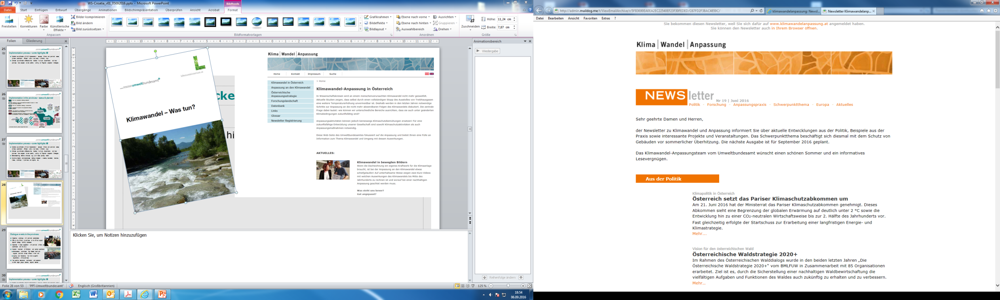 WS-Croatia_v01_05092016.pptx - Microsoft PowerPoint
Bildtools
Datei Start Einfügen Entwurf Übergänge Animationen Bildschirmpräsentation Überprüfen Ansicht Acrobat Format
Freistellen Korrekturen Farbe Künstlerische Effekte
Bilder komprimieren
Bild ändern
Bild zurücksetzen
Anpassen
Bildformatvorlagen
Grafikrahmen
Bildeffekte
Bildlayout
Ebene nach vorne
Ebene nach hinten
Auswahlbereich
Ausrichten
Gruppieren
Drehen
Anordnen
Zuschneiden
Höhe: 11,24 cm
Breite: 7,87 cm
Größe
Folien Gliederung
25
Implementation process – some highlights
26
Implementation in the provinces – status & planned
27
Implementation process – some highlights
28
29
Dialogue events in the provinces
30
Implementation process – some highlights
lebensministerium.at
umweltbundesamt
Klimawandel – Was tun?
cke
hi
Klima | Wandel | Anpassung
Home Kontakt Impressum Suche
Klimawandel in Österreich
Anpassung an den Klimawandel
Österreichische
Anpassungsstrategie
Forschungslandschaft
Datenbank
Links
Glossar
Newsletter Registrierung
> Home
Klimawandel-Anpassung in Österreich
In Wissenschaftskreisen wird an einem menschenverursachten Klimawandel nicht mehr gezweifelt.
Aktuelle Studien zeigen, dass selbst durch einen vollständigen Stopp des Ausstoßes von Treibhausgasen
eine weitere Temperaturerhöhung unvermeidbar ist. Deshalb werden in den letzten Jahren notwendige
Schritte zur Anpassung an die nicht mehr abwendbaren Folgen des Klimawandels diskutiert. Die zentrale
Frage dabei lautet: wie können wir unterschiedliche Bereiche ausrichten, dass sie auch unter geänderten
Klimabedingungen zukunftsfähig sind?
Anpassungsaktivitäten können jedoch keineswegs Klimaschutzbemühungen ersetzen! Für eine
zukunftsfähige Entwicklung unserer Gesellschaft sind sowohl Klimaschutzaktivitäten als auch
Anpassungsmaßnahmen notwendig.
Diese Web-Seite des Umweltbundesamtes fokussiert auf die Anpassung und bietet Ihnen eine Fülle an
Information zum Thema Klimawandel und Umgang mit dessen Auswirkungen.
AKTUELLES:
Klimawandel in bewegten Bildern
Wenn die Dachwohnung ein eigenes Kraftwerk für die Klimaanlage
braucht, ist bei der Anpassung an den Klimawandel etwas
schiefgelaufen! Auf unterhaltsame Weise zeigen zwei Kurz-Videos
mit welchen Auswirkungen des Klimawandels bis Mitte des
Jahrhunderts zu rechnen ist und worauf bei einer nachhaltigen
Anpassung geachtet werden muss.
Was steht uns bevor?
Gut angepasst?
Animationsbereich
Wiedergabe
Reihenfolge ändern
Klicken Sie, um Notizen hinzuzufügen
Folie 28 von 53 "PPT-Umweltbundesamt" Englisch (Großbritannien) 125 %
18:54
06.09.2016
http://admin.maildog.me/t/ViewEmailArchive/r/5FB3690EA0EA2EC22540EF23F30FEDED/C67FD2F38AC4859C/
klimawandelanpassung: Newsl...
Newsletter Klimawandelanp...
Datei Bearbeiten Ansicht Favoriten Extras ?
Sie bekommen diesen Newsletter, weil Sie sich dafür auf www.klimawandelanpassung.at angemeldet haben.
Sie können den Newsletter auch in Ihrem Browser öffnen.
Klima | Wandel | Anpassung
NEWSletter Nr 19 | Juni 2016
Politik · Forschung · Anpassungspraxis · Schwerpunktthema · Europa · Aktuelles
Sehr geehrte Damen und Herren,
der Newsletter zu Klimawandel und Anpassung informiert Sie über aktuelle Entwicklungen aus der Politik, Beispiele aus der
Praxis sowie interessante Projekte und Veranstaltungen. Das Schwerpunktthema beschäftigt sich diesmal mit dem Schutz von
Gebäuden vor sommerlicher Überhitzung. Die nächste Ausgabe ist für September 2016 geplant.
Das Klimawandel-Anpassungsteam vom Umweltbundesamt wünscht einen schönen Sommer und ein informatives
Lesevergnügen.
Aus der Politik
Klimapolitik in Österreich
Österreich setzt das Pariser Klimaschutzabkommen um
Am 21. Juni 2016 hat der Ministerrat das Pariser Klimaschutzabkommen genehmigt. Dieses
Abkommen sieht eine Begrenzung der globalen Erwärmung auf deutlich unter 2 °C sowie die
Entwicklung hin zu einer CO₂-neutralen Wirtschaftsweise bis zur 2. Hälfte des Jahrhunderts vor.
Fast gleichzeitig erfolgte der Startschuss zur Erarbeitung einer langfristigen Energie- und
Klimastrategie.
Mehr...
Vision für den österreichischen Wald
Österreichische Waldstrategie 2020+
Im Rahmen des Österreichischen Walddialogs wurde in den beiden letzten Jahren „Die
Österreichische Waldstrategie 2020+“ vom BMLFUW in Zusammenarbeit mit 85 Organisationen
erarbeitet. Ziel ist es, durch die Sicherstellung einer nachhaltigen Waldbewirtschaftung die
vielfältigen Aufgaben und Funktionen des Waldes auch zukünftig zu erhalten und zu verbessern.
Mehr...